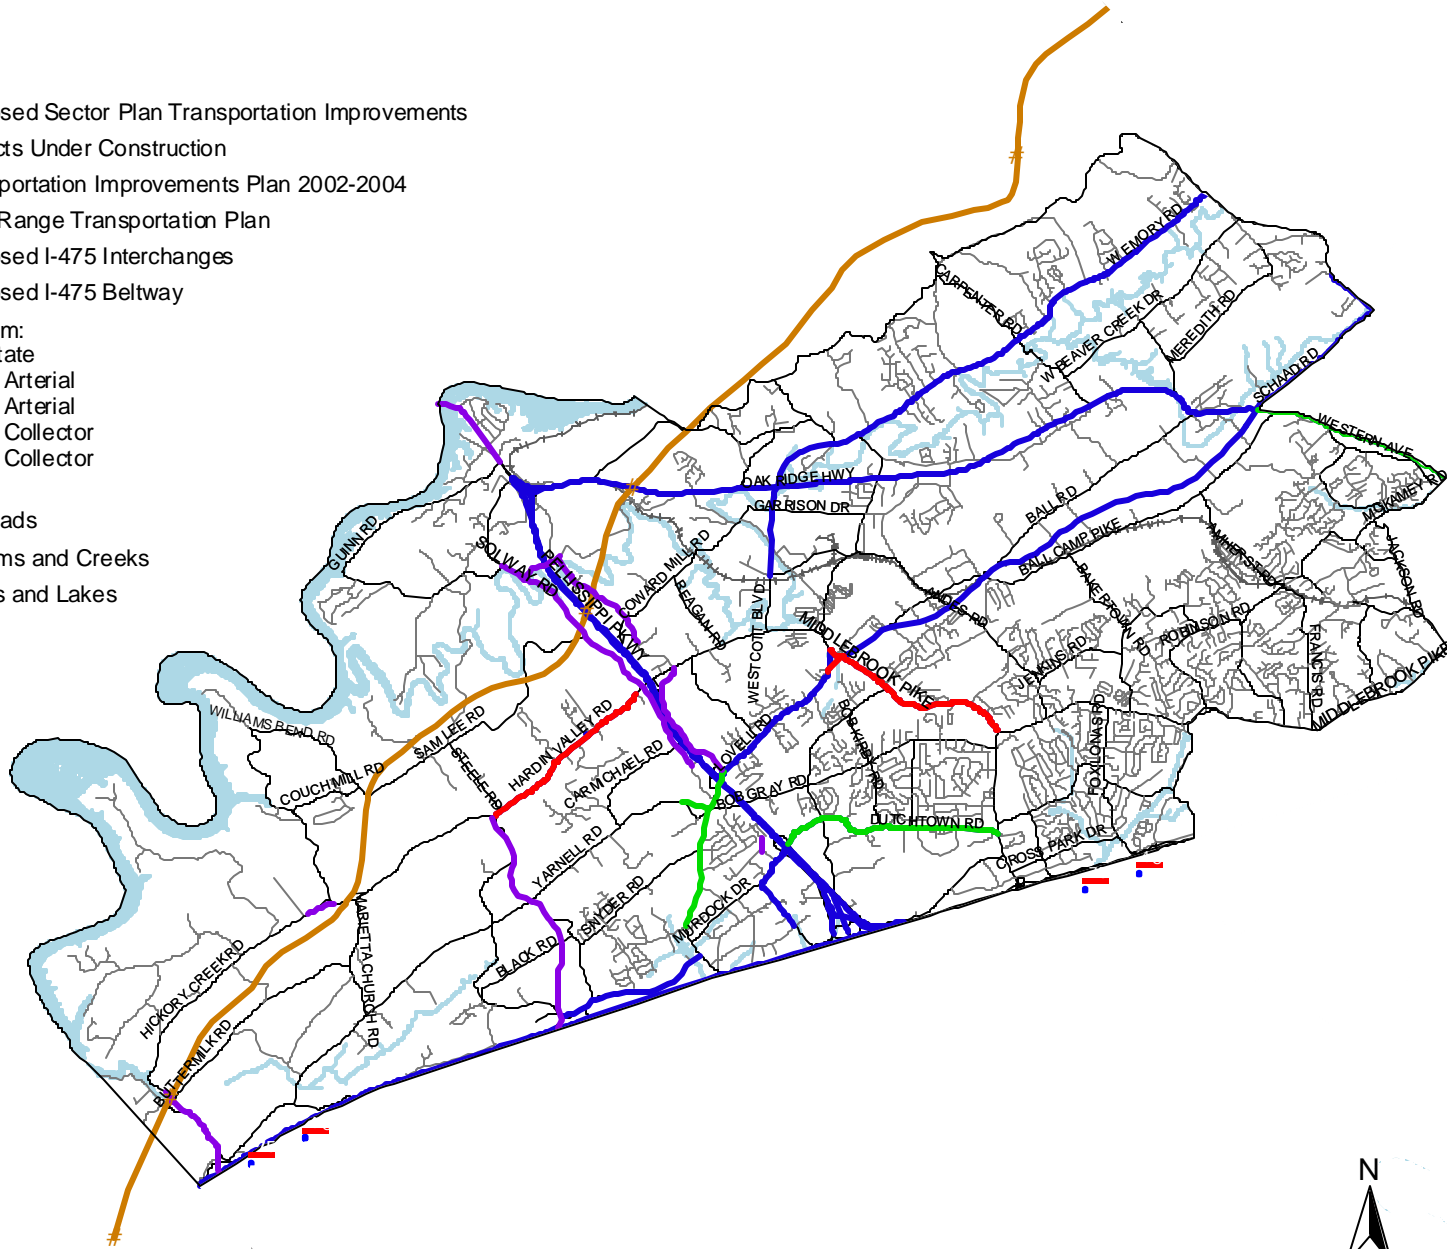 sed Sector Plan Transportation Improvements
cts Under Construction
portation Improvements Plan 2002-2004
Range Transportation Plan
sed I-475 Interchanges
sed I-475 Beltway
m:
tate
Arterial
Arterial
Collector
Collector
ads
ms and Creeks
s and Lakes
W EMORY RD
CARPENTER RD
W BEAVER CREEK DR
MEREDITH RD
SCHAAD RD
WESTERN AVE
MCKAMEY RD
JACKSON RD
OAK RIDGE HWY
GARRISON DR
BALL RD
BALL CAMP PIKE
AMHERST RD
GUNN RD
SOLWAY RD
PELLISSIPPI PKWY
COWARD MILL RD
REAGAN RD
WESTCOTT BLVD
ANDES RD
BAKERTOWN RD
ROBINSON RD
FRANCIS RD
MIDDLEBROOK PIKE
MIDDLEBROOK PIKE
JENKINS RD
BOB KIRBY RD
LOVELL RD
WILLIAMS BEND RD
SAM LEE RD
HARDIN VALLEY RD
STEELE RD
CARMICHAEL RD
COUCH MILL RD
BOB GRAY RD
DUTCHTOWN RD
CROSS PARK DR
YARNELL RD
SNYDER RD
MURDOCK DR
BLACK RD
MARIETTA CHURCH RD
HICKORY CREEK RD
BUTTERMILK RD
N